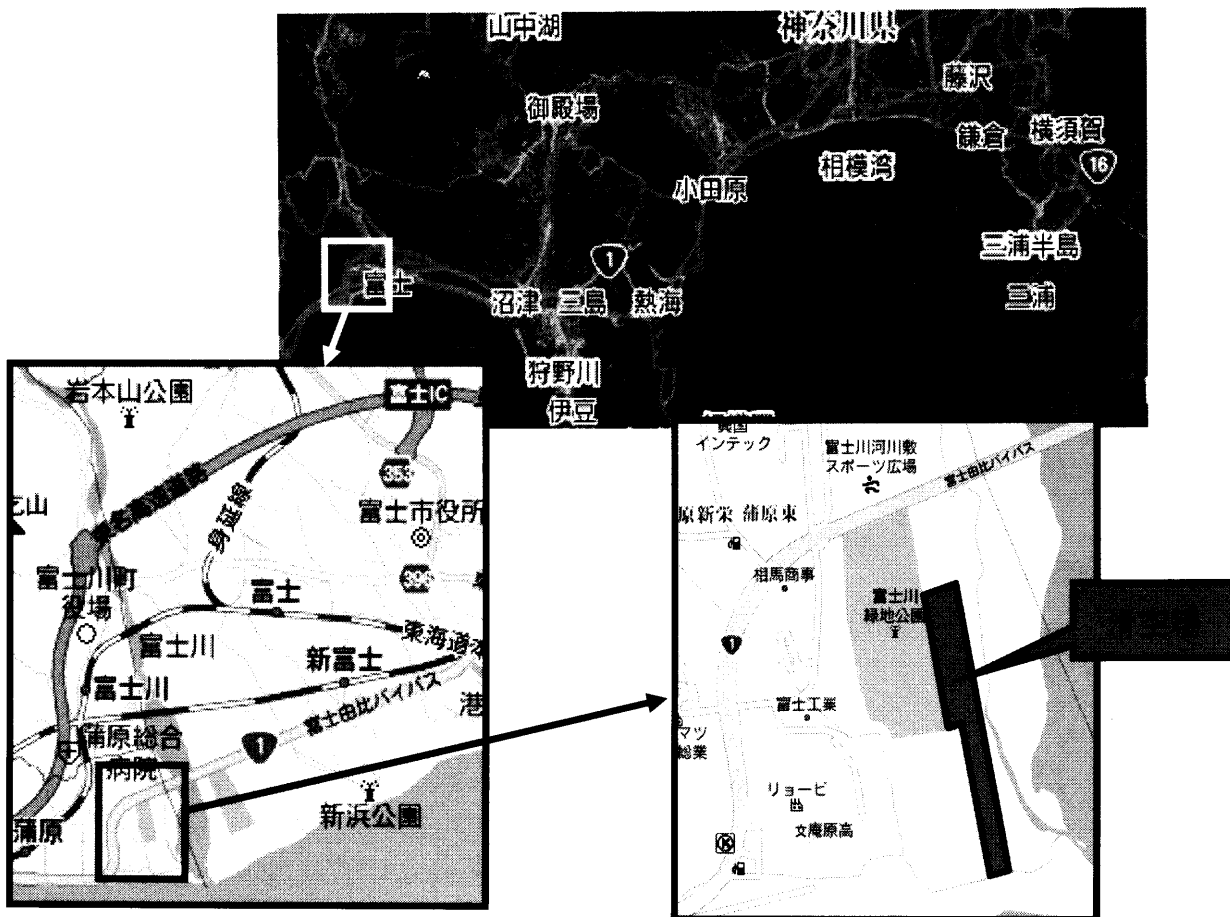 山中湖
神奈川県
藤沢
御殿場
鎌倉
横須賀
16
相模湾
小田原
三浦半島
1
富士
沼津
三島
熱海
三浦
狩野川
伊豆
岩本山公園
富士IC
東名高速道路
353
身延線
富士市役所
396
富士川町
役場
富士
富士川
東海道本
新富士
富士川
富士由比バイパス
港
蒲原総合
病院
1
新浜公園
蒲原
インテック
富士川河川敷
スポーツ広場
富士由比バイパス
原新栄
蒲原東
相馬商事
富士川
緑地公園
1
富士工業
マツ
総業
リョービ
文庵原高
K